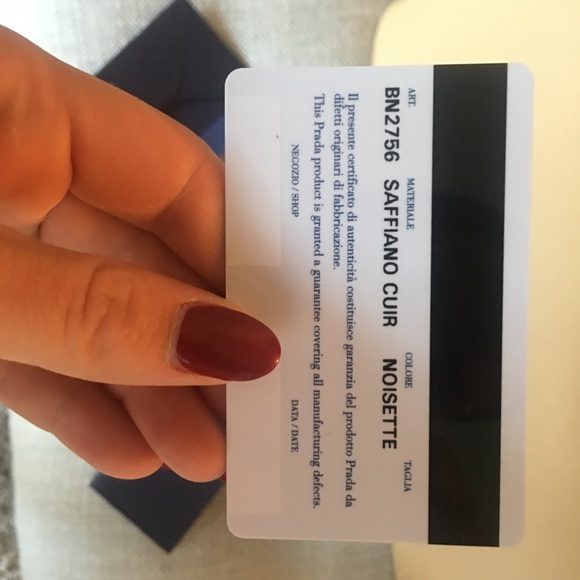 ART. MATERIALE COLORE TAGLIA
BN2756 SAFFIANO CUIR NOISETTE
Il presente certificato di autenticità costituisce garanzia del prodotto Prada da
difetti originari di fabbricazione.
This Prada product is granted a guarantee covering all manufacturing defects.
NEGOZIO / SHOP DATA / DATE